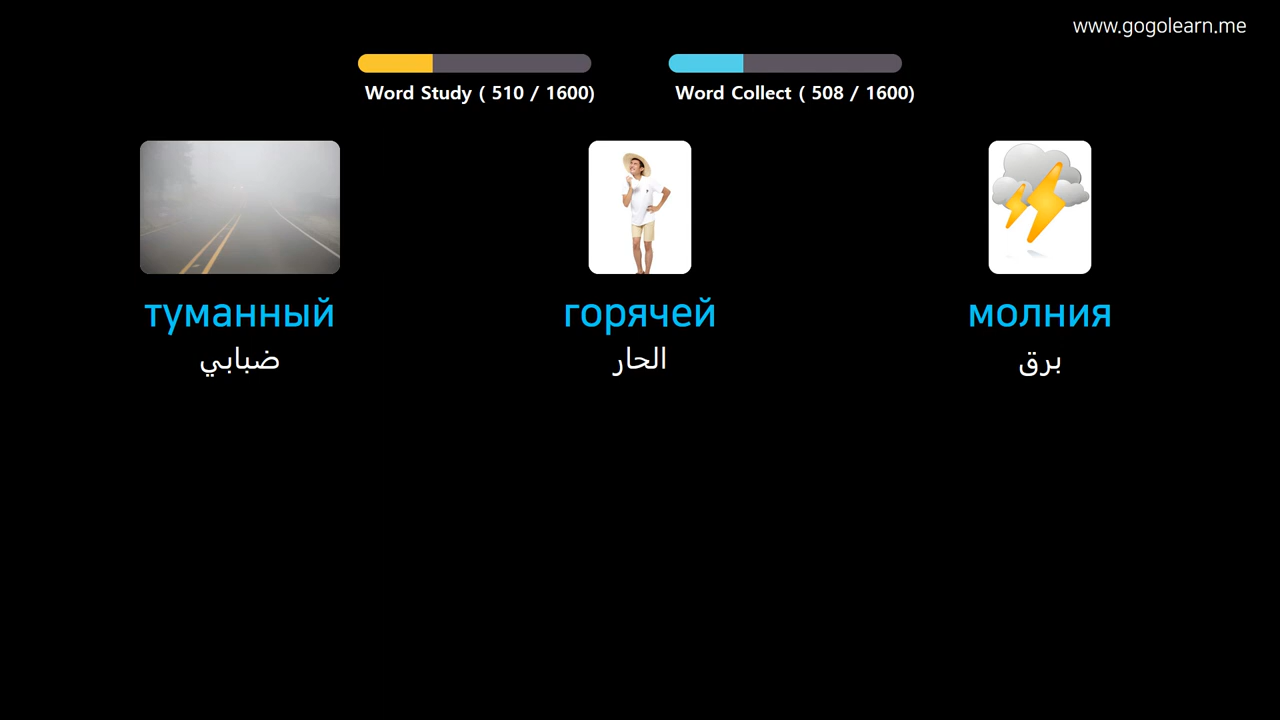 www.gogolearn.me
Word Study ( 510 / 1600)
Word Collect ( 508 / 1600)
туманный
горячей
молния
ضبابي
الحار
برق